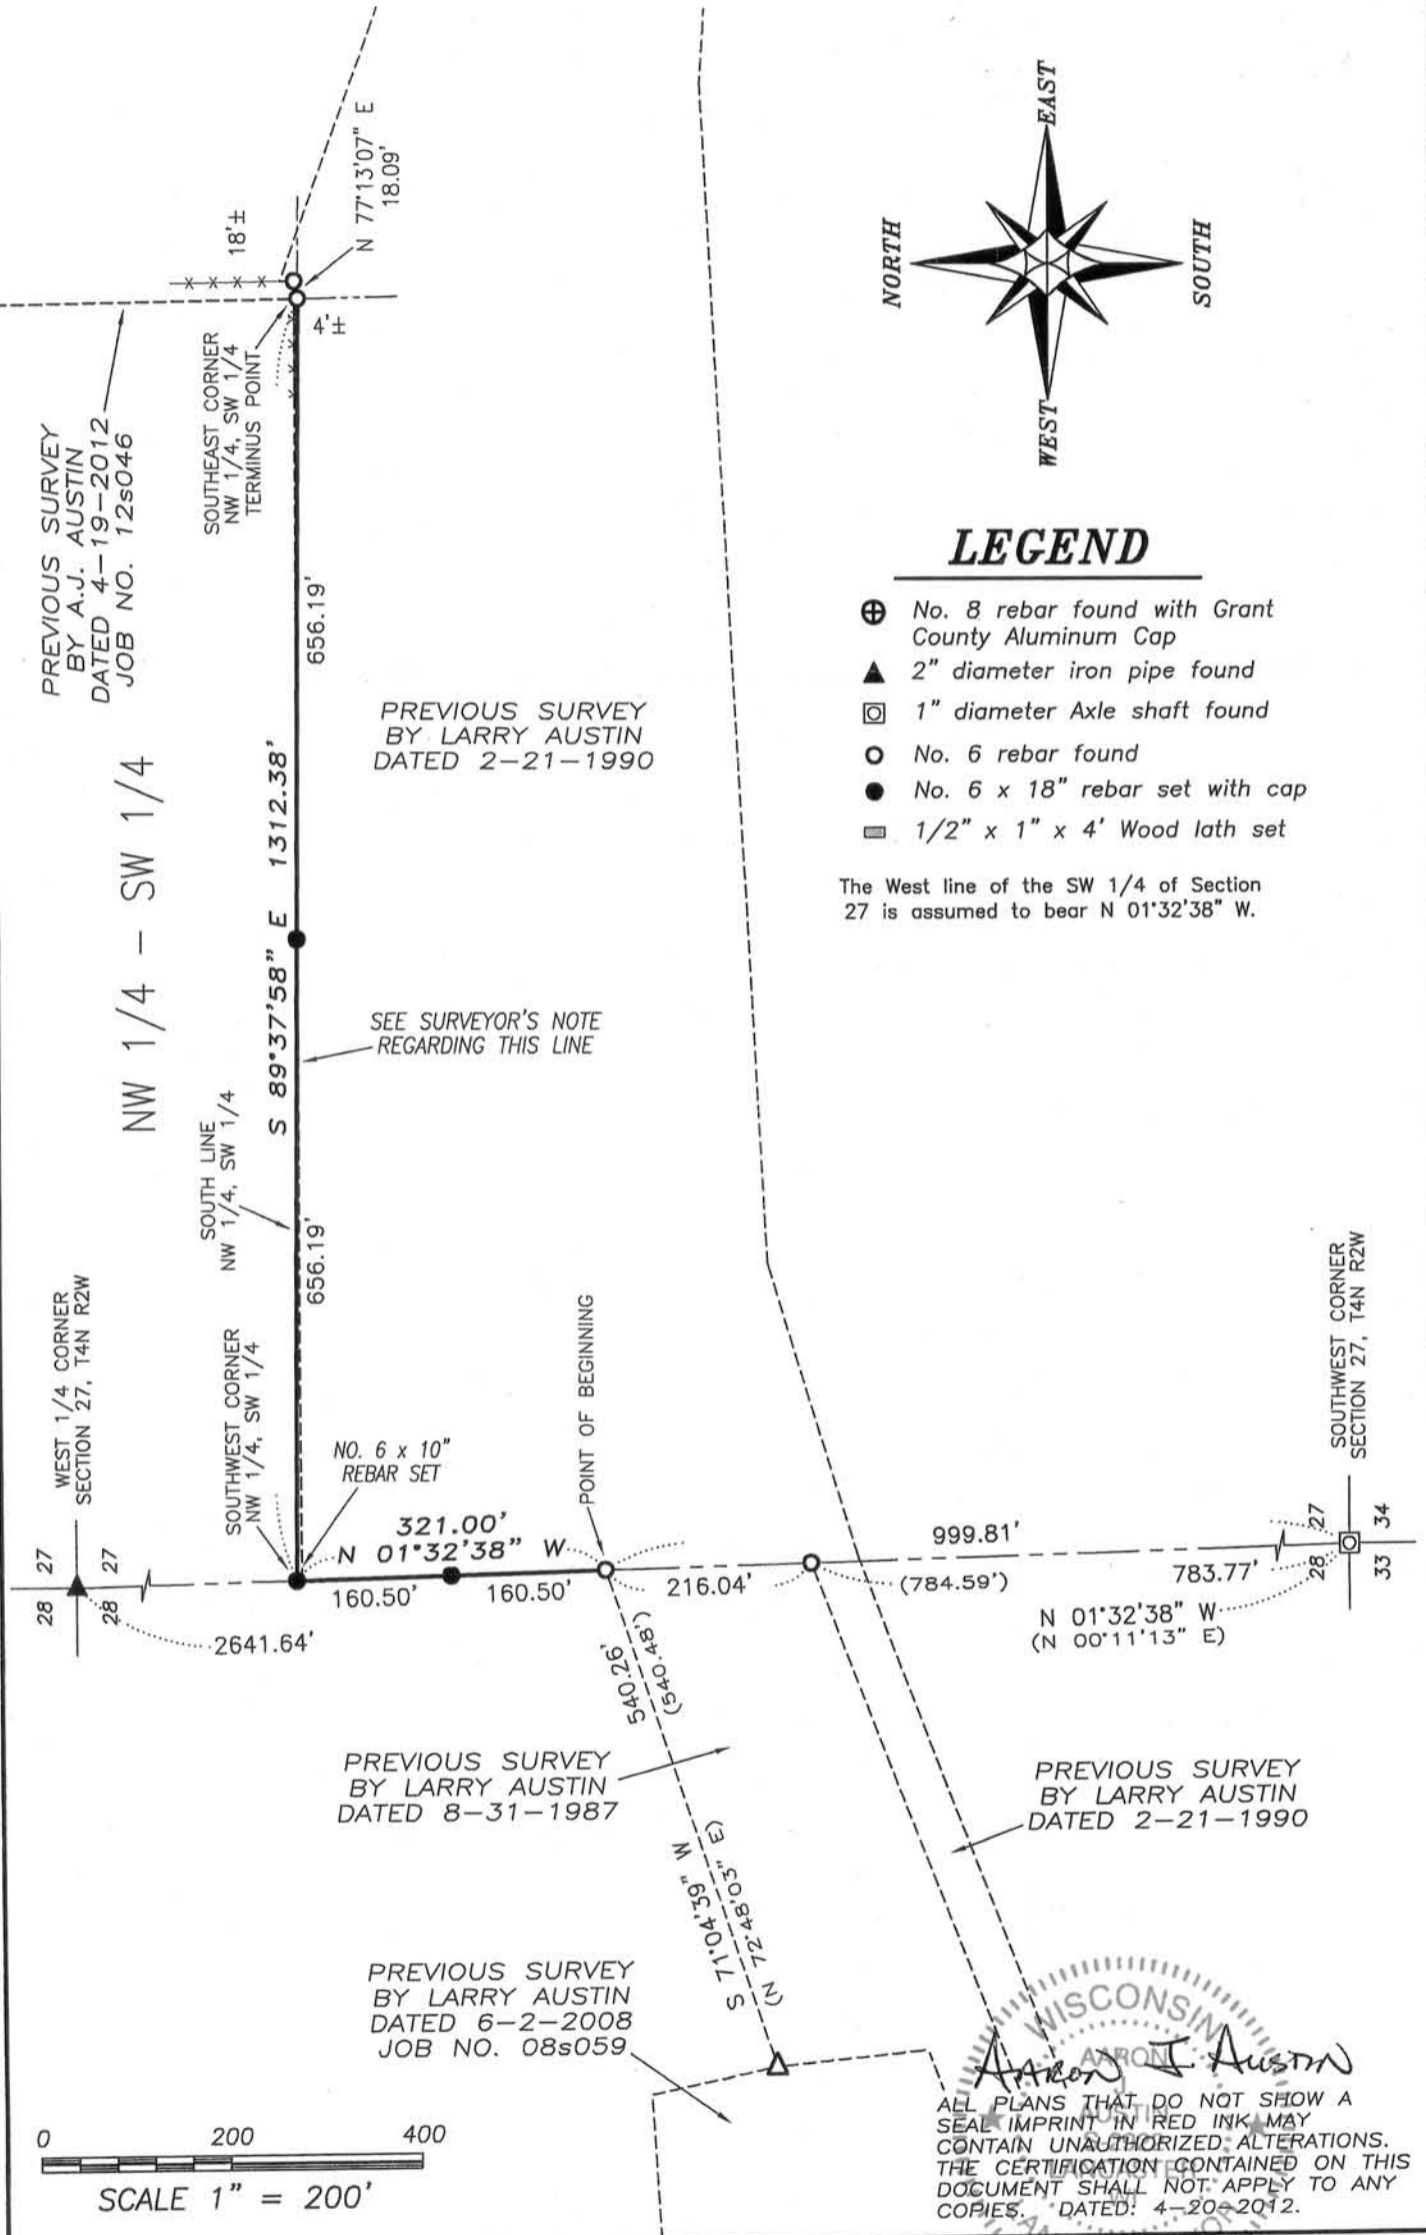 N 77°13'07" E
18.09'
18'±
4'±
EAST
NORTH
SOUTH
WEST
PREVIOUS SURVEY
BY A.J. AUSTIN
DATED 4-19-2012
JOB NO. 12s046
SOUTHEAST CORNER
NW 1/4, SW 1/4
TERMINUS POINT
656.19'
LEGEND
No. 8 rebar found with Grant
County Aluminum Cap
2" diameter iron pipe found
1" diameter Axle shaft found
No. 6 rebar found
No. 6 x 18" rebar set with cap
1/2" x 1" x 4' Wood lath set
The West line of the SW 1/4 of Section
27 is assumed to bear N 01°32'38" W.
PREVIOUS SURVEY
BY LARRY AUSTIN
DATED 2-21-1990
NW 1/4 - SW 1/4
S 89°37'58" E 1312.38'
SEE SURVEYOR'S NOTE
REGARDING THIS LINE
SOUTH LINE
NW 1/4, SW 1/4
656.19'
WEST 1/4 CORNER
SECTION 27, T4N R2W
SOUTHWEST CORNER
NW 1/4, SW 1/4
NO. 6 x 10"
REBAR SET
POINT OF BEGINNING
SOUTHWEST CORNER
SECTION 27, T4N R2W
28 27
28 27
321.00'
N 01°32'38" W
160.50'
160.50'
216.04'
999.81'
(784.59')
783.77'
28 27
33 34
2641.64'
N 01°32'38" W
(N 00°11'13" E)
540.26'
(540.48')
PREVIOUS SURVEY
BY LARRY AUSTIN
DATED 8-31-1987
S 71°04'39" W
(N 72°48'03" E)
PREVIOUS SURVEY
BY LARRY AUSTIN
DATED 2-21-1990
PREVIOUS SURVEY
BY LARRY AUSTIN
DATED 6-2-2008
JOB NO. 08s059
WISCONSIN
AARON
J.
AUSTIN
LANCASTER
WI
Aaron J Austin
ALL PLANS THAT DO NOT SHOW A
SEAL IMPRINT IN RED INK MAY
CONTAIN UNAUTHORIZED ALTERATIONS.
THE CERTIFICATION CONTAINED ON THIS
DOCUMENT SHALL NOT APPLY TO ANY
COPIES. DATED: 4-20-2012.
0 200 400
SCALE 1" = 200'